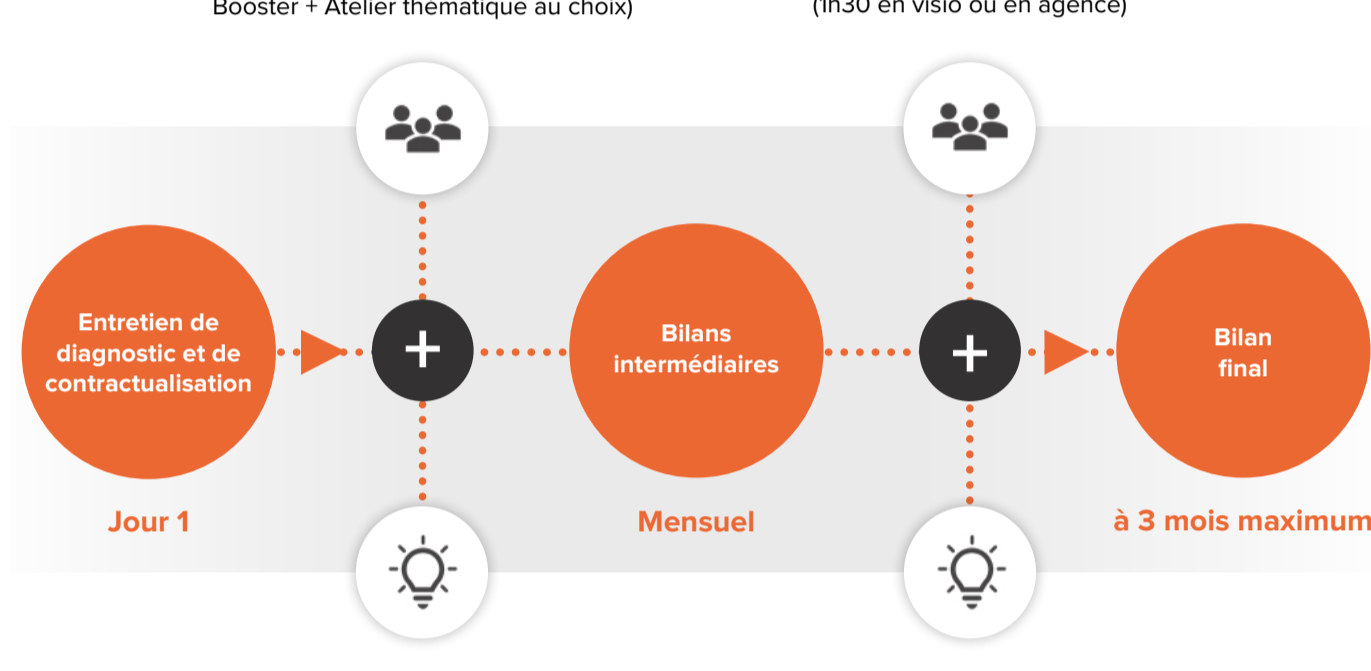 Booster + Atelier thématique au choix)
(1h30 en visio ou en agence)
Entretien de
diagnostic et de
contractualisation
+
Bilans
intermédiaires
+
Bilan
final
Jour 1
Mensuel
à 3 mois maximum